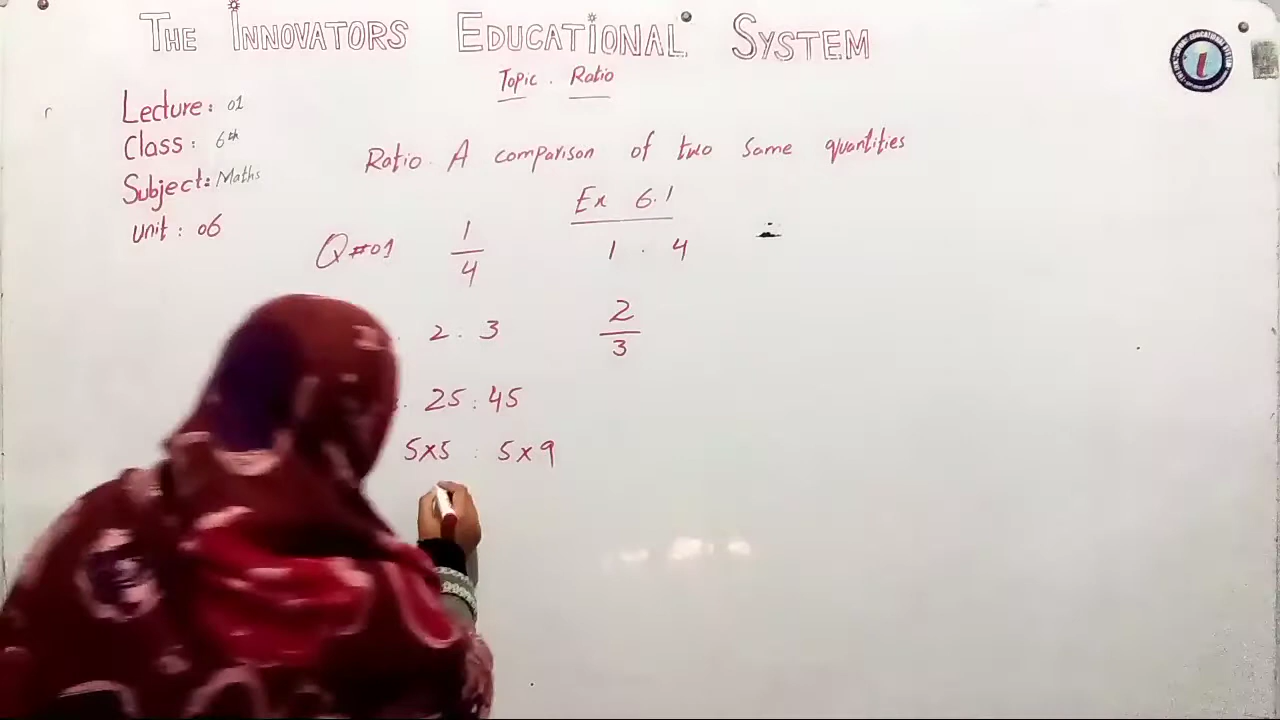 THE INNOVATORS EDUCATIONAL SYSTEM
Topic . Ratio
Lecture: 01
Class: 6th
Subject: Maths
Unit: 06
Ratio. A comparison of two same quantities
Ex 6.1
Q#01 1/4 1 . 4
2 . 3 2/3
25 : 45
5x5 : 5x9